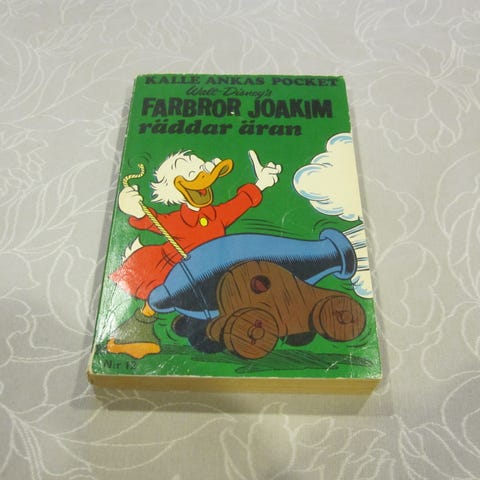 KALLE ANKAS POCKET
Walt Disney's
FARBROR JOAKIM
räddar äran
Nr 12